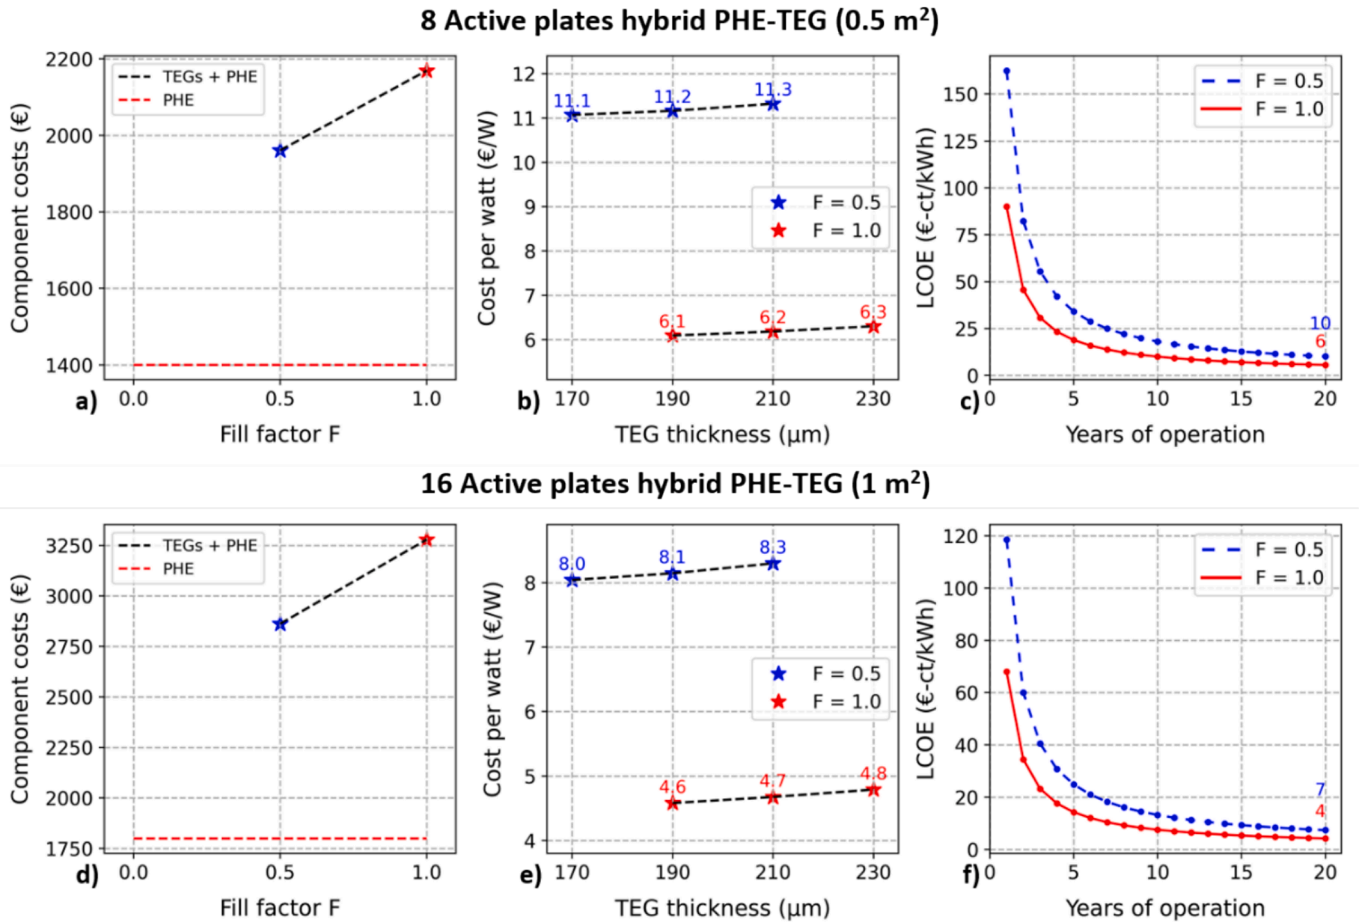 8 Active plates hybrid PHE-TEG (0.5 m²)
Component costs (€)
2200
2000
1800
1600
1400
TEGs + PHE
PHE
0.0 0.5 1.0
a)
Fill factor F
Cost per watt (€/W)
12
11
10
9
8
7
6
11.1 11.2 11.3
F = 0.5
F = 1.0
6.1 6.2 6.3
170 190 210 230
b)
TEG thickness (μm)
LCOE (€-ct/kWh)
150
125
100
75
50
25
0
F = 0.5
F = 1.0
10
6
0 5 10 15 20
c)
Years of operation
16 Active plates hybrid PHE-TEG (1 m²)
Component costs (€)
3250
3000
2750
2500
2250
2000
1750
TEGs + PHE
PHE
0.0 0.5 1.0
d)
Fill factor F
Cost per watt (€/W)
8
7
6
5
4
8.0 8.1 8.3
F = 0.5
F = 1.0
4.6 4.7 4.8
170 190 210 230
e)
TEG thickness (μm)
LCOE (€-ct/kWh)
120
100
80
60
40
20
0
F = 0.5
F = 1.0
7
4
0 5 10 15 20
f)
Years of operation